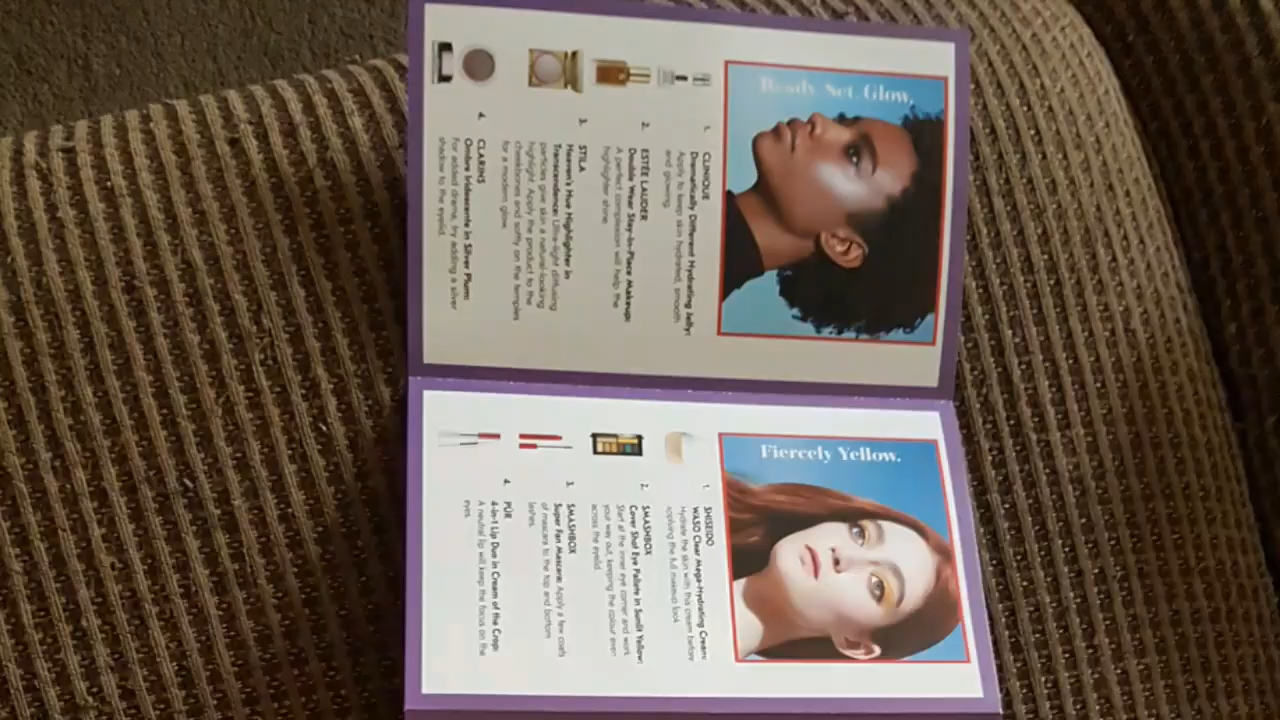 Ready. Set. Glow.
1. CLINIQUE
Dramatically Different Hydrating Jelly:
Apply to keep skin hydrated, smooth
and glowing.
2. ESTÉE LAUDER
Double Wear Stay-in-Place Makeup:
A perfect complexion will help the
highlighter shine.
3. STILA
Heaven's Hue Highlighter in
Transcendence: Ultra-light diffusing
particles give skin a natural-looking
highlight. Apply the product to the
cheekbones and softly on the temples
for a modern glow.
4. CLARINS
Ombre Iridescente in Silver Plum:
For added drama, try adding a silver
shadow to the eyelid.
Fiercely Yellow.
1. SHISEIDO
WASO Clear Mega-Hydrating Cream:
Hydrate the skin with this cream before
applying the full makeup look.
2. SMASHBOX
Cover Shot Eye Palette in Sunlit Yellow:
Start at the inner eye corner and work
your way out, keeping the colour even
across the eyelid.
3. SMASHBOX
Super Fan Mascara: Apply a few coats
of mascara to the top and bottom
lashes.
4. PÜR
4-in-1 Lip Duo in Cream of the Crop:
A neutral lip will keep the focus on the
eyes.